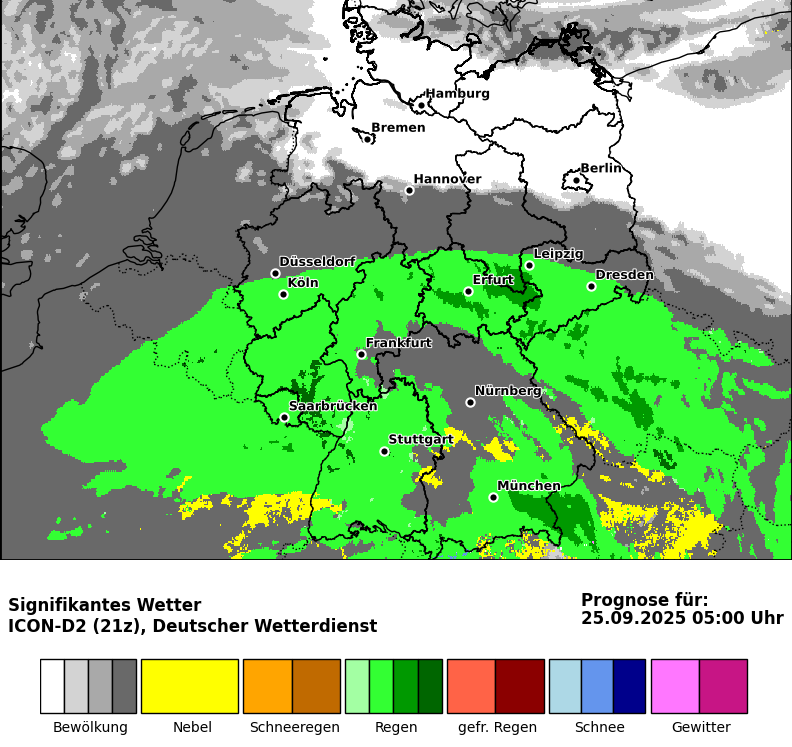 Hamburg
Bremen
Berlin
Hannover
Leipzig
Düsseldorf
Dresden
Köln
Erfurt
Frankfurt
Nürnberg
Saarbrücken
Stuttgart
München
Signifikantes Wetter
ICON-D2 (21z), Deutscher Wetterdienst
Prognose für:
25.09.2025 05:00 Uhr
Bewölkung
Nebel
Schneeregen
Regen
gefr. Regen
Schnee
Gewitter